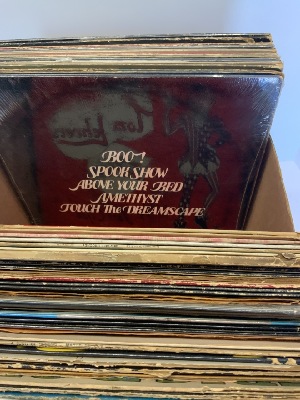 BOO!
SPOOK SHOW
ABOVE YOUR BED
AMETHYST
TOUCH The DREAMSCAPE